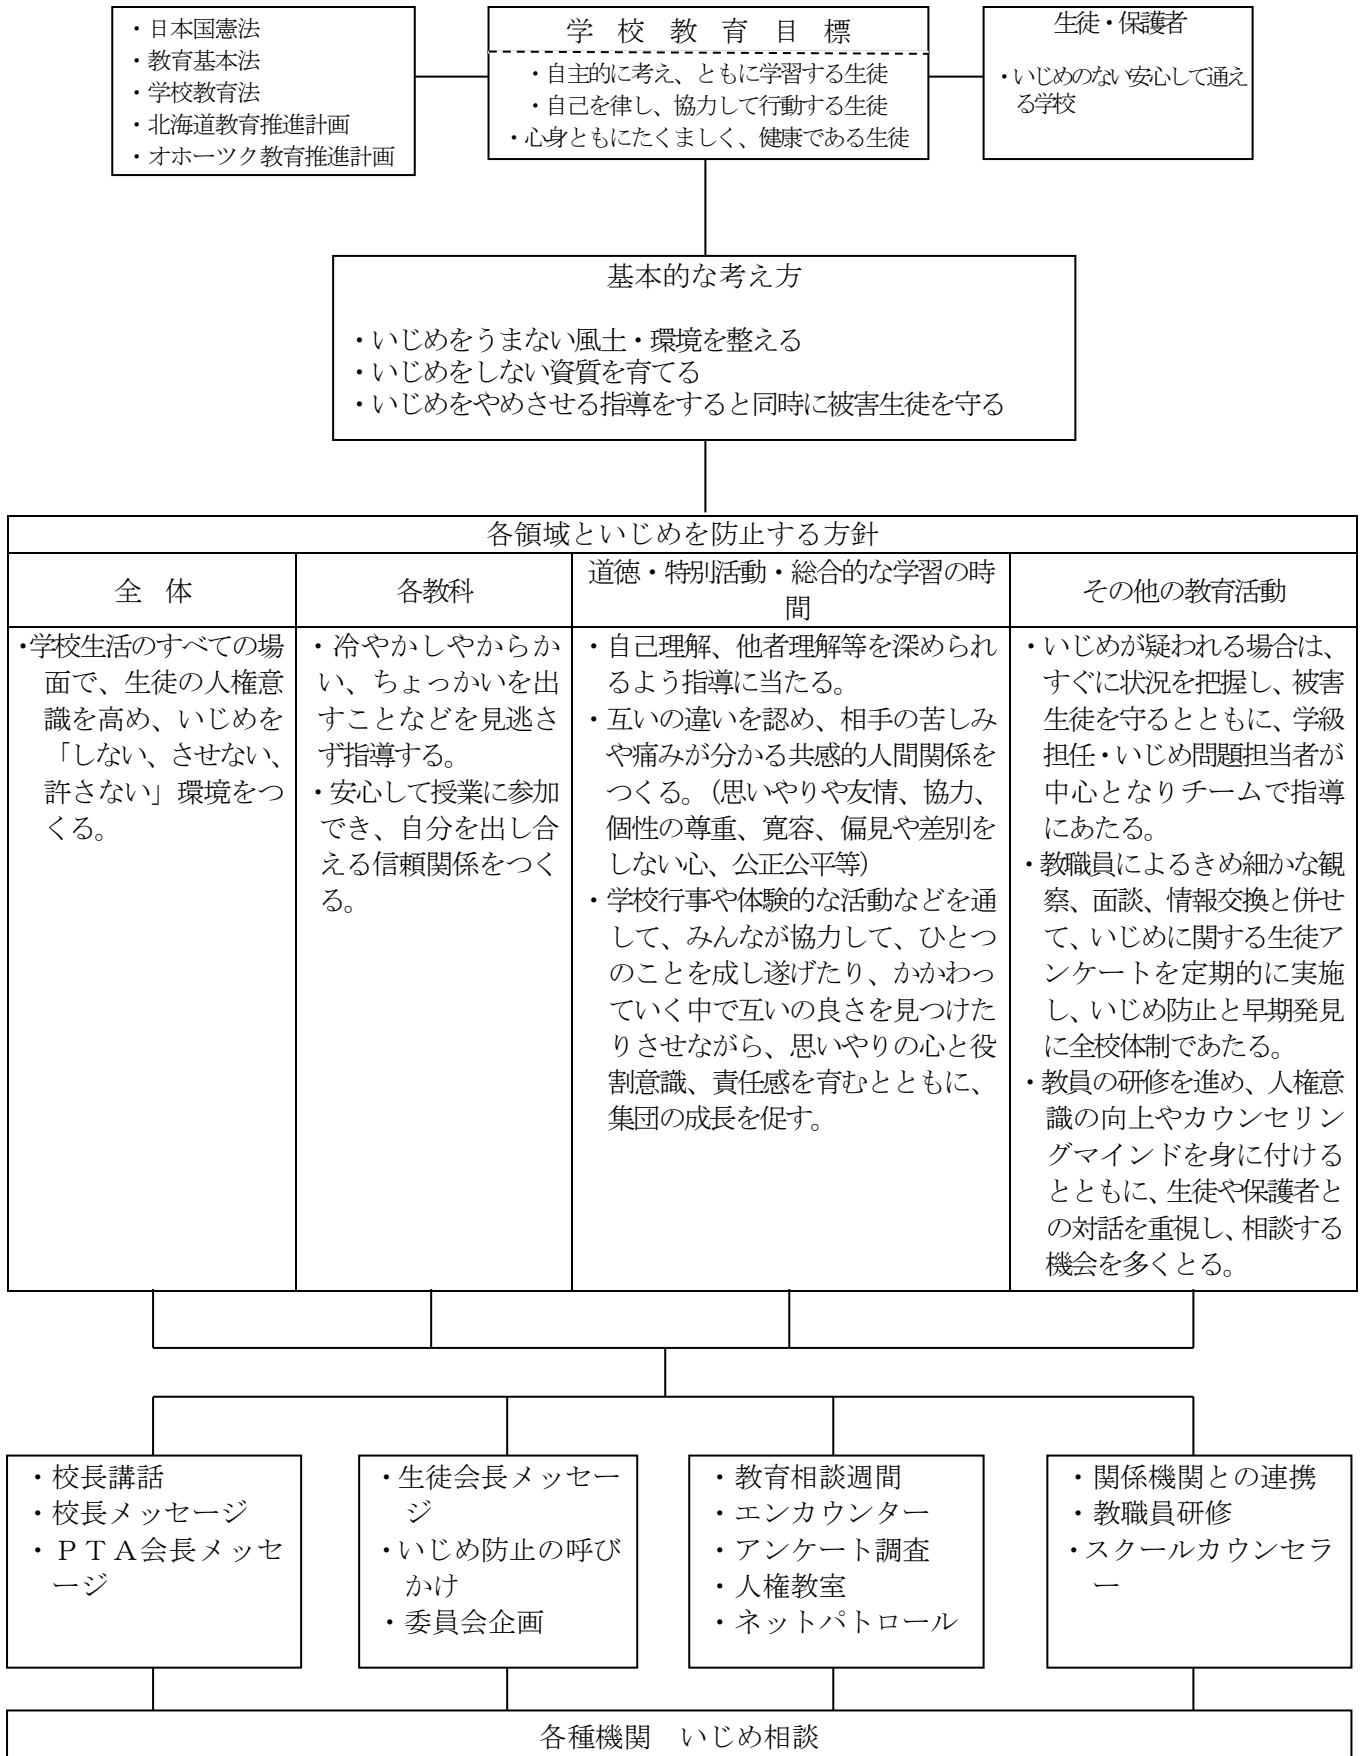 ・日本国憲法
・教育基本法
・学校教育法
・北海道教育推進計画
・オホーツク教育推進計画
学 校 教 育 目 標
・自主的に考え、ともに学習する生徒
・自己を律し、協力して行動する生徒
・心身ともにたくましく、健康である生徒
生徒・保護者
・いじめのない安心して通え
る学校
基本的な考え方
・いじめをうまない風土・環境を整える
・いじめをしない資質を育てる
・いじめをやめさせる指導をすると同時に被害生徒を守る
各領域といじめを防止する方針
全 体
・学校生活のすべての場
面で、生徒の人権意
識を高め、いじめを
「しない、させない、
許さない」環境をつ
くる。
各教科
・冷やかしやからか
い、ちょっかいを出
すことなどを見逃さ
ず指導する。
・安心して授業に参加
でき、自分を出し合
える信頼関係をつく
る。
道徳・特別活動・総合的な学習の時
間
・自己理解、他者理解等を深められ
るよう指導に当たる。
・互いの違いを認め、相手の苦しみ
や痛みが分かる共感的人間関係を
つくる。（思いやりや友情、協力、
個性の尊重、寛容、偏見や差別を
しない心、公正公平等）
・学校行事や体験的な活動などを通
して、みんなが協力して、ひとつ
のことを成し遂げたり、かかわっ
ていく中で互いの良さを見つけた
りさせながら、思いやりの心と役
割意識、責任感を育むとともに、
集団の成長を促す。
その他の教育活動
・いじめが疑われる場合は、
すぐに状況を把握し、被害
生徒を守るとともに、学級
担任・いじめ問題担当者が
中心となりチームで指導
にあたる。
・教職員によるきめ細かな観
察、面談、情報交換と併せ
て、いじめに関する生徒ア
ンケートを定期的に実施
し、いじめ防止と早期発見
に全校体制であたる。
・教員の研修を進め、人権意
識の向上やカウンセリン
グマインドを身に付ける
とともに、生徒や保護者と
の対話を重視し、相談する
機会を多くとる。
・校長講話
・校長メッセージ
・ＰＴＡ会長メッセ
ージ
・生徒会長メッセー
ジ
・いじめ防止の呼び
かけ
・委員会企画
・教育相談週間
・エンカウンター
・アンケート調査
・人権教室
・ネットパトロール
・関係機関との連携
・教職員研修
・スクールカウンセラ
ー
各種機関　いじめ相談